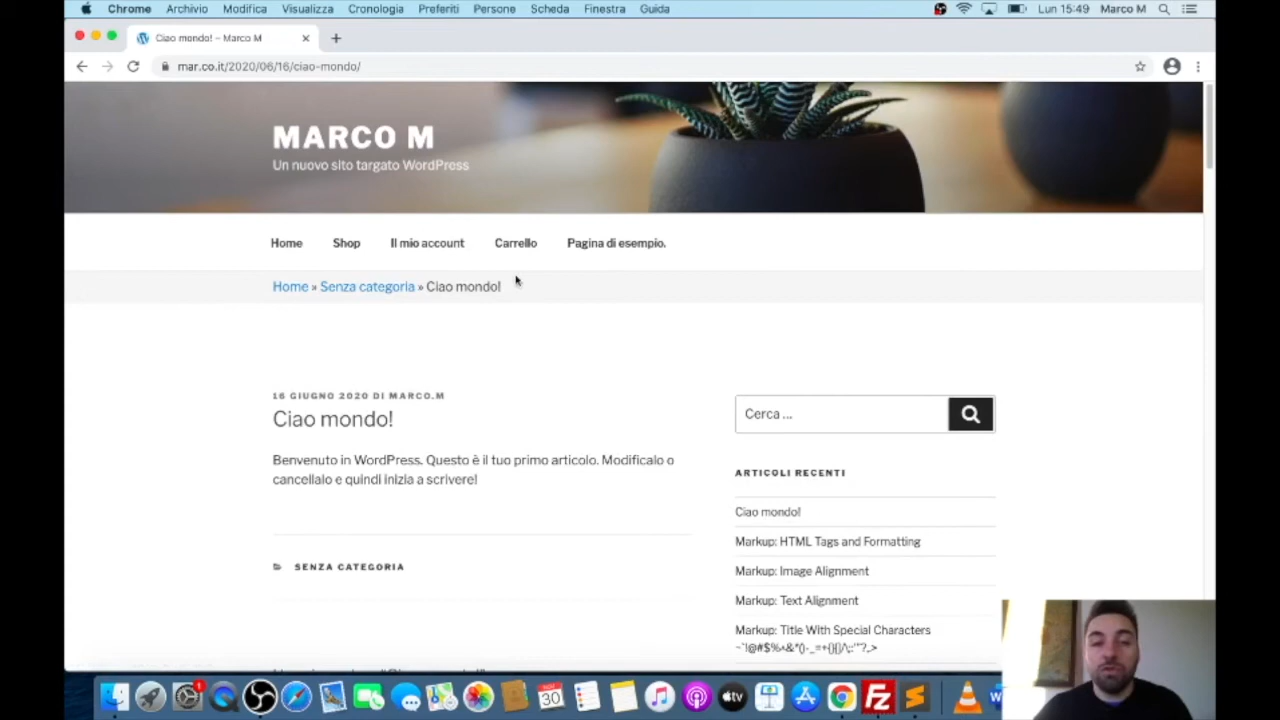 Chrome Archivio Modifica Visualizza Cronologia Preferiti Persone Scheda Finestra Guida Lun 15:49 Marco M
Ciao mondo! – Marco M
mar.co.it/2020/06/16/ciao-mondo/
MARCO M
Un nuovo sito targato WordPress
Home Shop Il mio account Carrello Pagina di esempio.
Home » Senza categoria » Ciao mondo!
16 GIUGNO 2020 DI MARCO.M
Ciao mondo!
Benvenuto in WordPress. Questo è il tuo primo articolo. Modificalo o
cancellalo e quindi inizia a scrivere!
SENZA CATEGORIA
Cerca ...
ARTICOLI RECENTI
Ciao mondo!
Markup: HTML Tags and Formatting
Markup: Image Alignment
Markup: Text Alignment
Markup: Title With Special Characters
1
30
tv